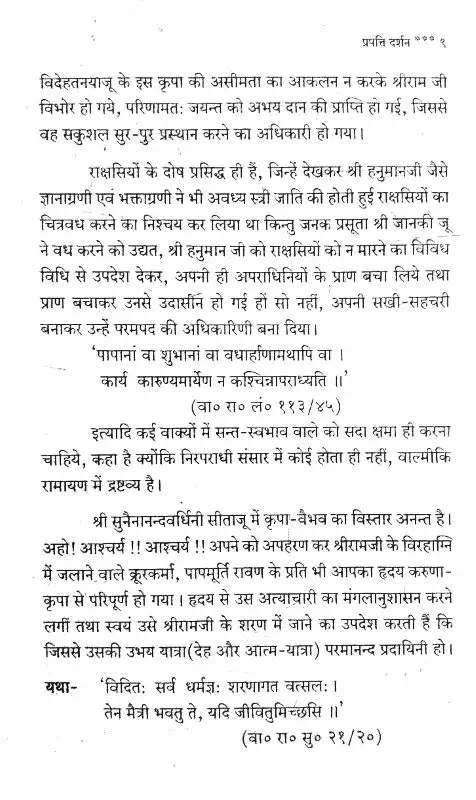 प्रपत्ति दर्शन *** ९
विदेहतनयाजू के इस कृपा की असीमता का आकलन न करके श्रीराम जी
विभोर हो गये, परिणामतः जयन्त को अभय दान की प्राप्ति हो गई, जिससे
वह सकुशल सुर-पुर प्रस्थान करने का अधिकारी हो गया।
राक्षसियों के दोष प्रसिद्ध ही हैं, जिन्हें देखकर श्री हनुमानजी जैसे
ज्ञानाग्रणी एवं भक्ताग्रणी ने भी अवध्य स्त्री जाति की होती हुई राक्षसियों का
चित्रवध करने का निश्चय कर लिया था किन्तु जनक प्रसूता श्री जानकी जू
ने वध करने को उद्यत, श्री हनुमान जी को राक्षसियों को न मारने का विविध
विधि से उपदेश देकर, अपनी ही अपराधिनियों के प्राण बचा लिये तथा
प्राण बचाकर उनसे उदासीन हो गई हों सो नहीं, अपनी सखी-सहचरी
बनाकर उन्हें परमपद की अधिकारिणी बना दिया।
‘पापानां वा शुभानां वा वधार्हाणामथापि वा ।
कार्य कारुण्यमार्येण न कश्चिन्नापराध्यति ॥’
(वा० रा० लं० ११३/४५)
इत्यादि कई वाक्यों में सन्त-स्वभाव वाले को सदा क्षमा ही करना
चाहिये, कहा है क्योंकि निरपराधी संसार में कोई होता ही नहीं, वाल्मीकि
रामायण में द्रष्टव्य है।
श्री सुनैनानन्दवर्धिनी सीताजू में कृपा-वैभव का विस्तार अनन्त है।
अहो! आश्चर्य !! आश्चर्य !! अपने को अपहरण कर श्रीरामजी के विरहाग्नि
में जलाने वाले क्रूरकर्मा, पापमूर्ति रावण के प्रति भी आपका हृदय करुणा-
कृपा से परिपूर्ण हो गया । हृदय से उस अत्याचारी का मंगलानुशासन करने
लगीं तथा स्वयं उसे श्रीरामजी के शरण में जाने का उपदेश करती हैं कि
जिससे उसकी उभय यात्रा(देह और आत्म-यात्रा) परमानन्द प्रदायिनी हो।
यथा- ‘विदितः सर्व धर्मज्ञः शरणागत वत्सलः ।
तेन मैत्री भवतु ते, यदि जीवितुमिच्छसि ॥’
(वा० रा० सु० २१/२०)